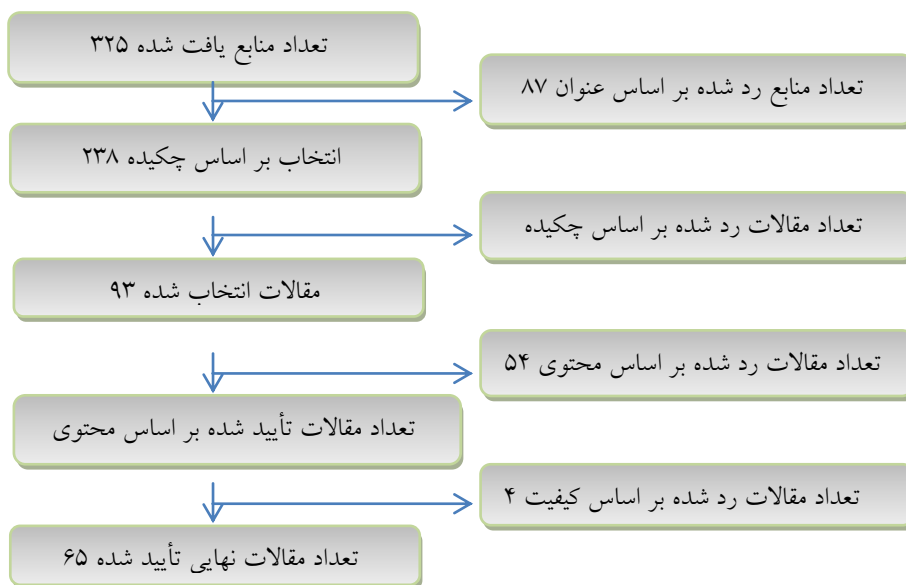 تعداد منابع یافت شده ۳۲۵
تعداد منابع رد شده بر اساس عنوان ۸۷
انتخاب بر اساس چکیده ۲۳۸
تعداد مقالات رد شده بر اساس چکیده
مقالات انتخاب شده ۹۳
تعداد مقالات رد شده بر اساس محتوی ۵۴
تعداد مقالات تأیید شده بر اساس محتوی
تعداد مقالات رد شده بر اساس کیفیت ۴
تعداد مقالات نهایی تأیید شده ۶۵